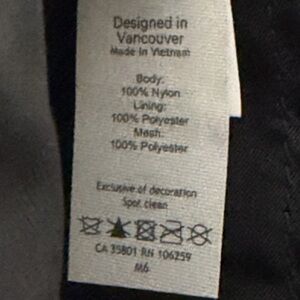 Designed in
Vancouver
Made in Vietnam
Body:
100% Nylon
Lining:
100% Polyester
Mesh:
100% Polyester
Exclusive of decoration
Spot clean
CA 35801 RN 106259
M6